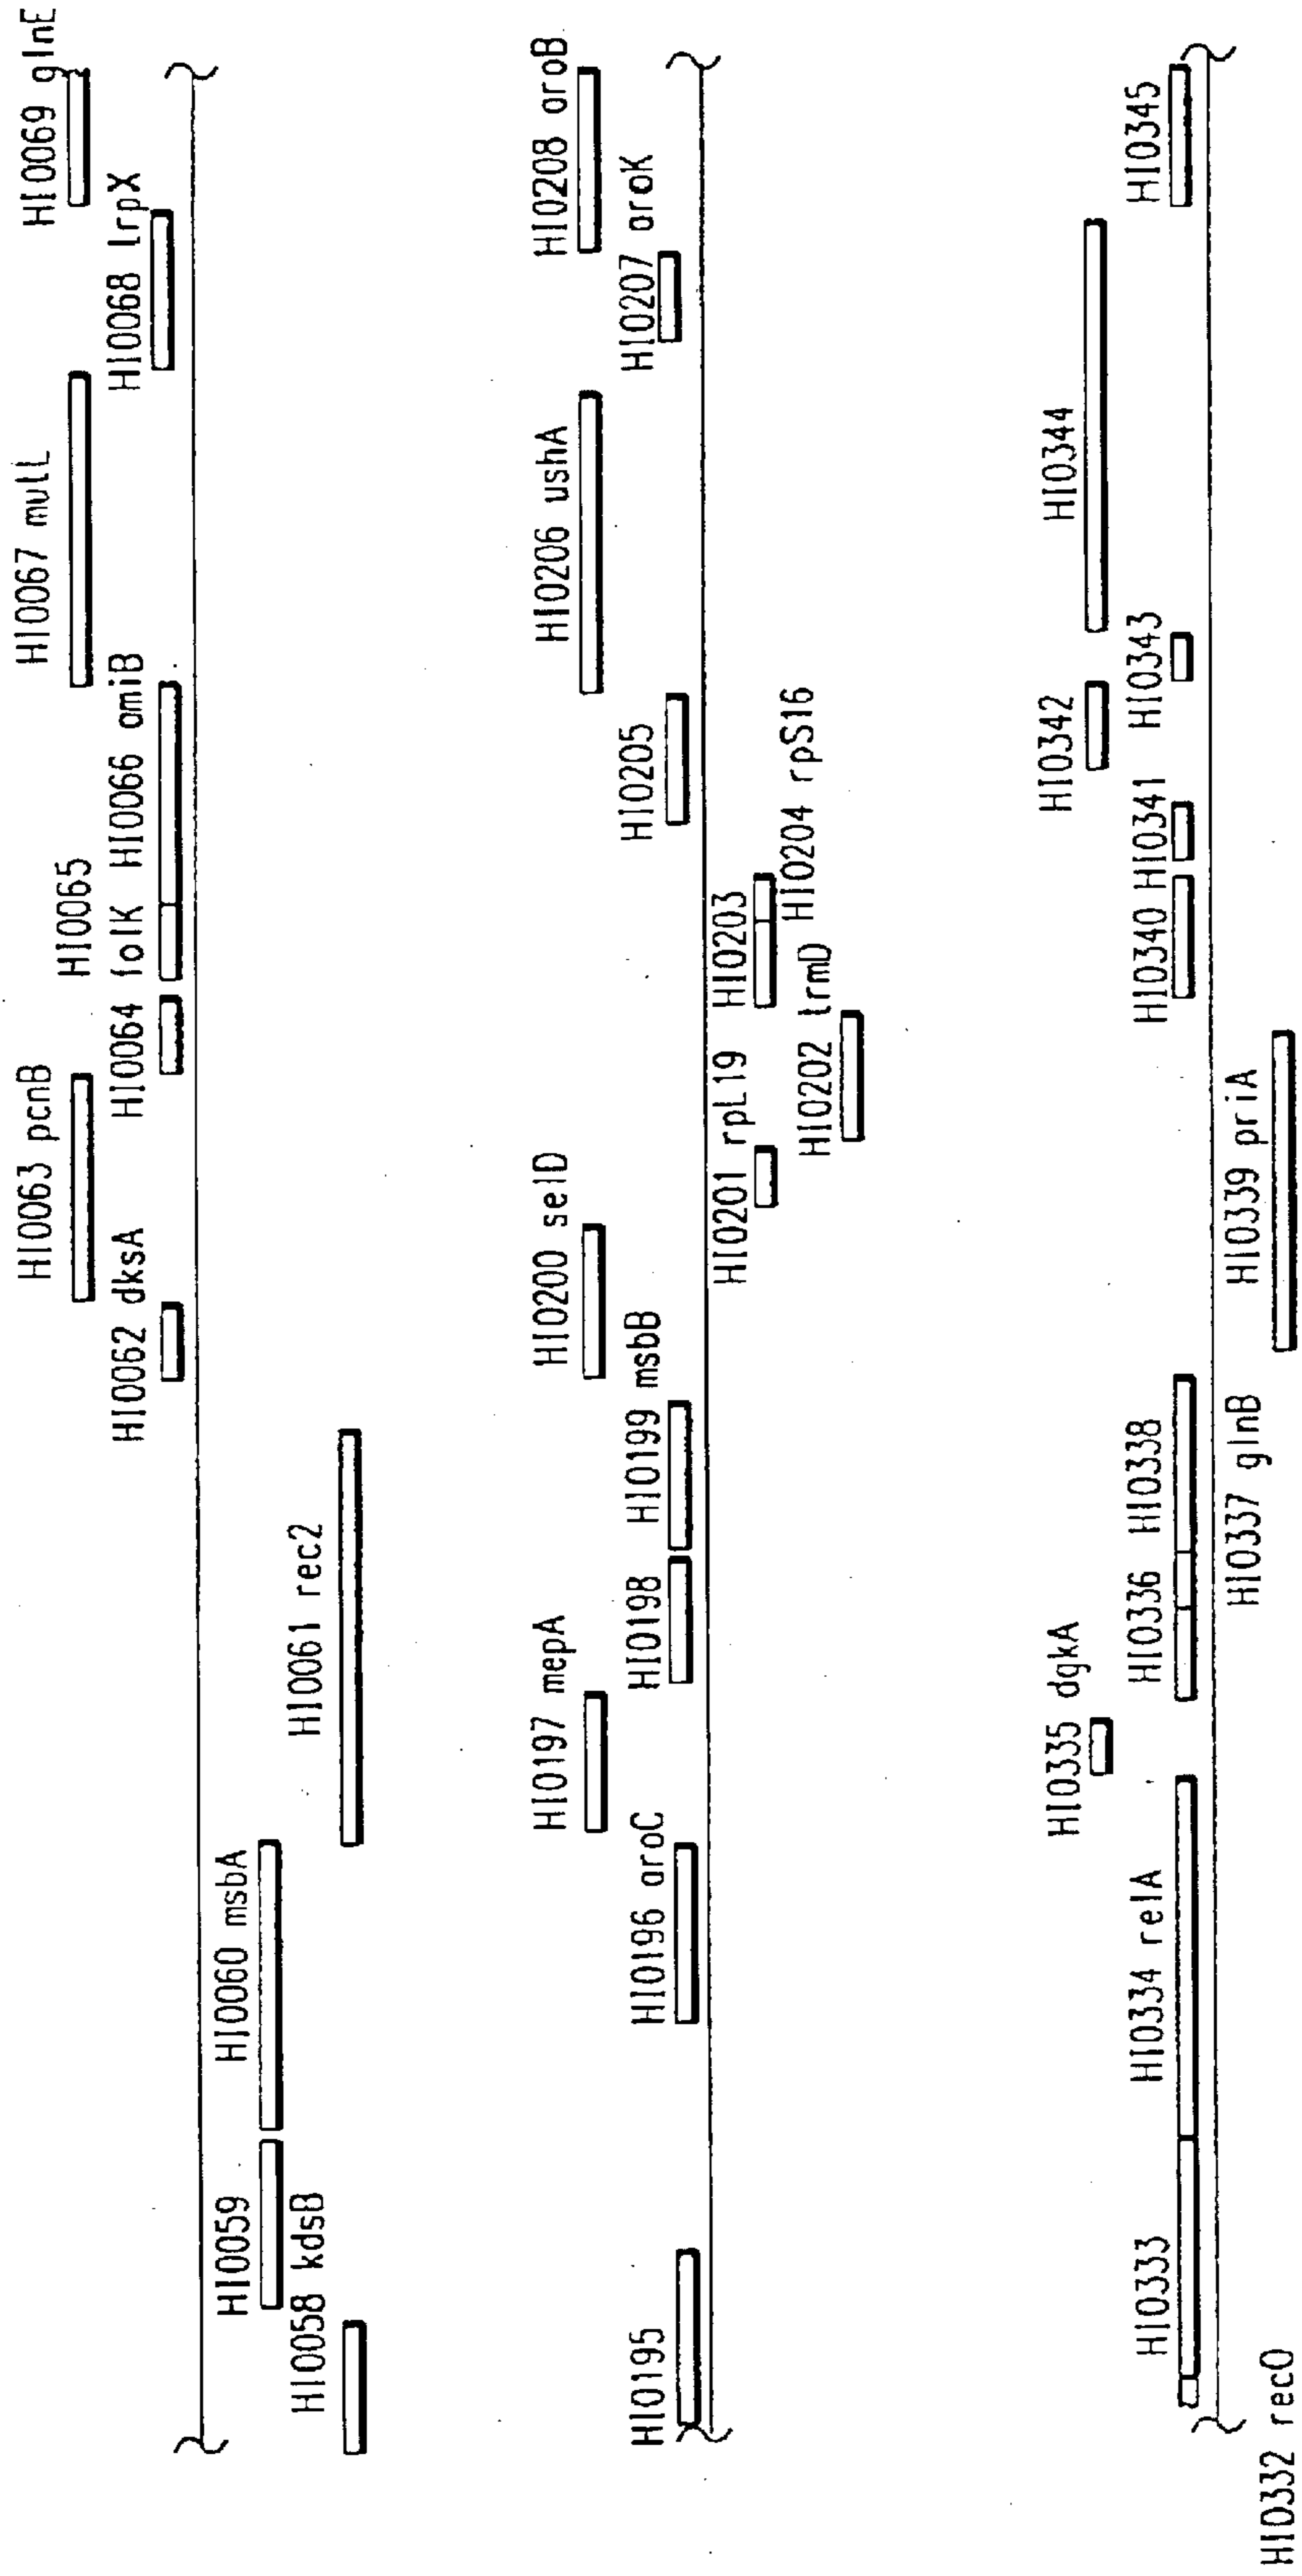 HI0058 kdsB
HI0059
HI0060 msbA
HI0061 rec2
HI0062 dksA
HI0063 pcnB
HI0064 folK
HI0065
HI0066 amiB
HI0067 mutL
HI0068 lrpX
HI0069 glnE
HI0195
HI0196 aroC
HI0197 mepA
HI0198
HI0199 msbB
HI0200 selD
HI0201 rpL19
HI0202 trmD
HI0203
HI0204 rpS16
HI0205
HI0206 ushA
HI0207 aroK
HI0208 aroB
HI0332 recO
HI0333
HI0334 relA
HI0335 dgkA
HI0336
HI0337 glnB
HI0338
HI0339 priA
HI0340
HI0341
HI0342
HI0343
HI0344
HI0345